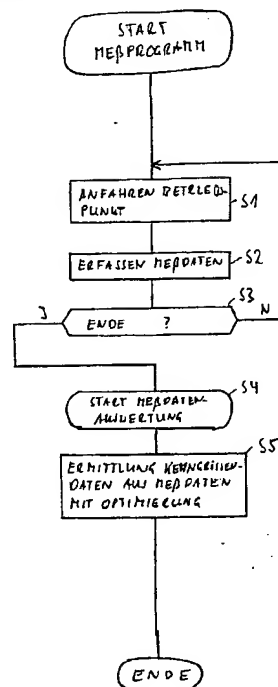 START
MEßPROGRAMM
ANFAHREN BETRIEBS-
PUNKT
S1
ERFASSEN MEßDATEN
S2
S3
J
ENDE ?
N
S4
START MEßDATEN-
AUSWERTUNG
S5
ERMITTLUNG KENNGRößEN-
DATEN AUS MEßDATEN
MIT OPTIMIERUNG
ENDE